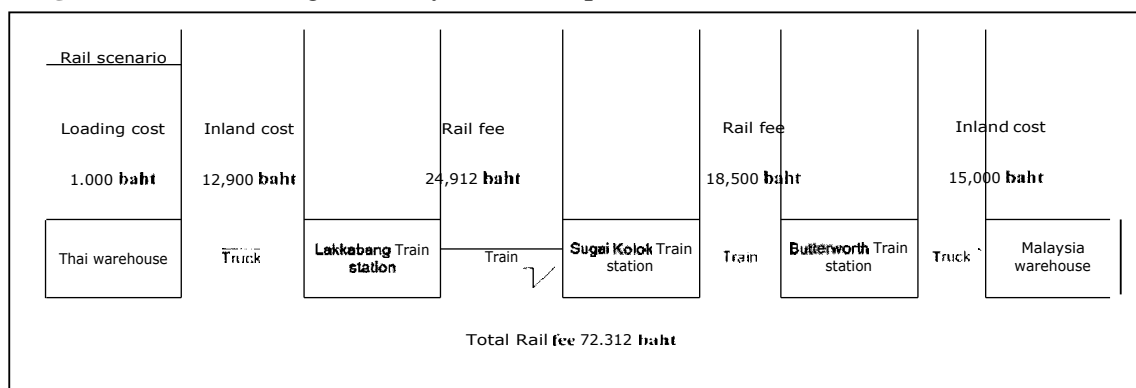 Rail scenario
Loading cost Inland cost Rail fee Rail fee Inland cost
1.000 baht 12,900 baht 24,912 baht 18,500 baht 15,000 baht
Thai warehouse Truck Lakkabang Train station Train Sugai Kolok Train station Train Butterworth Train station Truck Malaysia warehouse
Total Rail fee 72.312 baht